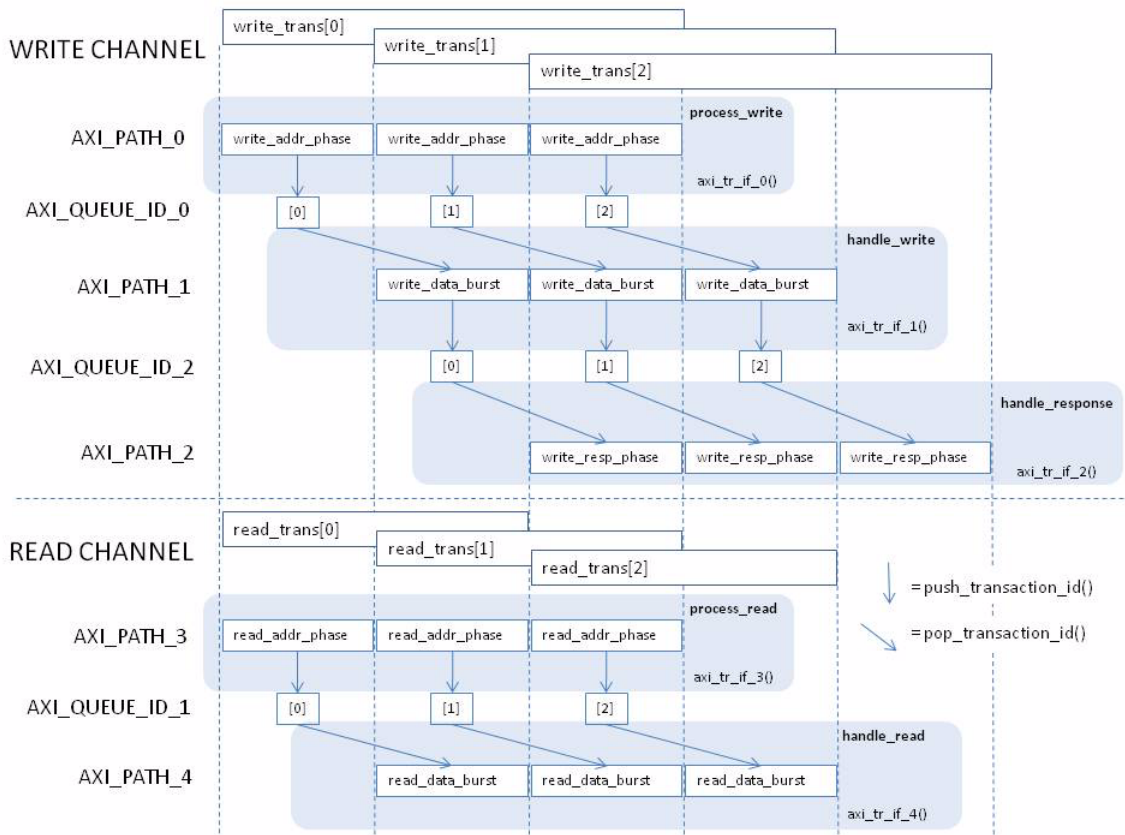 write_trans[0]
WRITE CHANNEL
write_trans[1]
write_trans[2]
process_write
AXI_PATH_0
write_addr_phase write_addr_phase write_addr_phase
axi_tr_if_0()
AXI_QUEUE_ID_0
[0] [1] [2]
handle_write
AXI_PATH_1
write_data_burst write_data_burst write_data_burst
axi_tr_if_1()
AXI_QUEUE_ID_2
[0] [1] [2]
handle_response
AXI_PATH_2
write_resp_phase write_resp_phase write_resp_phase
axi_tr_if_2()
read_trans[0]
READ CHANNEL
read_trans[1]
read_trans[2]
= push_transaction_id()
process_read
AXI_PATH_3
read_addr_phase read_addr_phase read_addr_phase
= pop_transaction_id()
axi_tr_if_3()
AXI_QUEUE_ID_1
[0] [1] [2]
handle_read
AXI_PATH_4
read_data_burst read_data_burst read_data_burst
axi_tr_if_4()